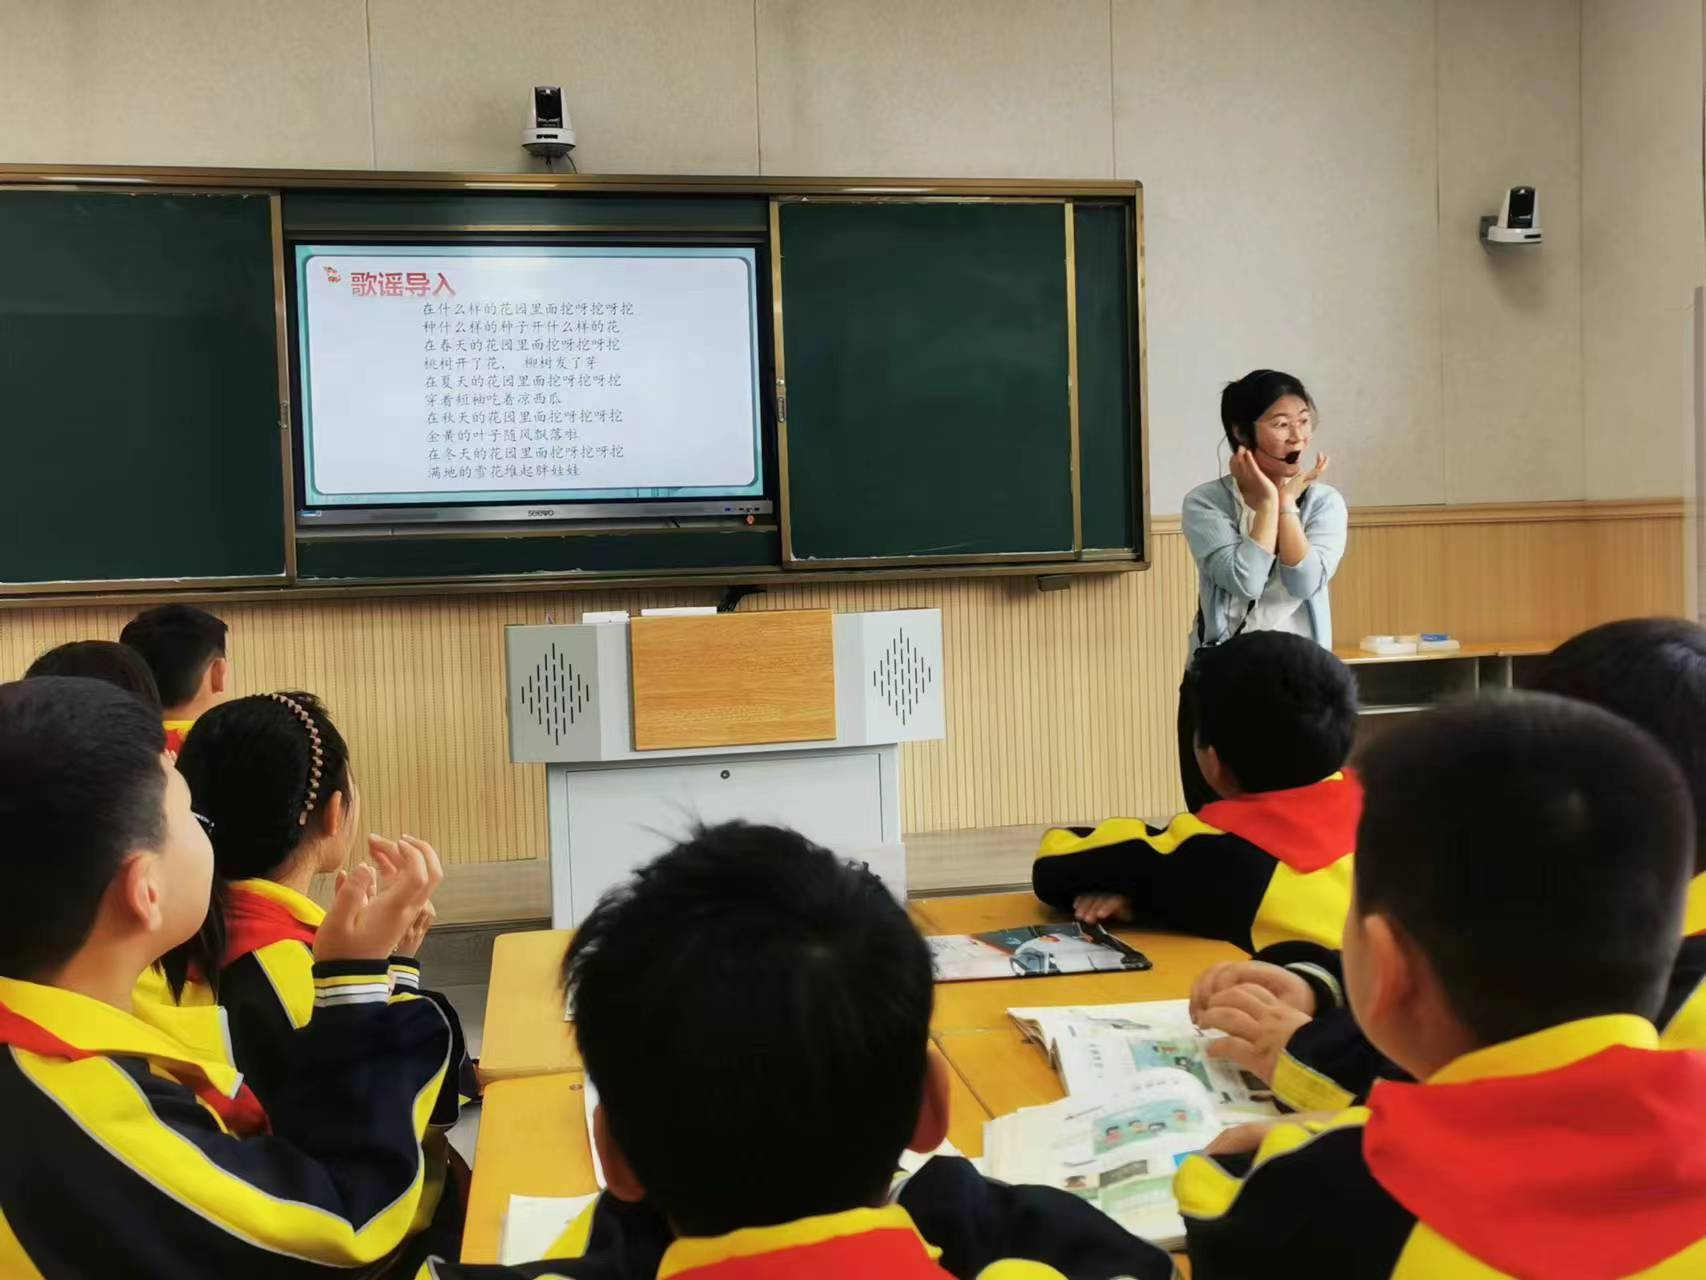 歌谣导入
在什么样的花园里面挖呀挖呀挖
种什么样的种子开什么样的花
在春天的花园里面挖呀挖呀挖
桃树开了花， 柳树发了芽
在夏天的花园里面挖呀挖呀挖
穿着短袖吃着凉西瓜
在秋天的花园里面挖呀挖呀挖
金黄的叶子随风飘落啦
在冬天的花园里面挖呀挖呀挖
满地的雪花堆起胖娃娃
seewo